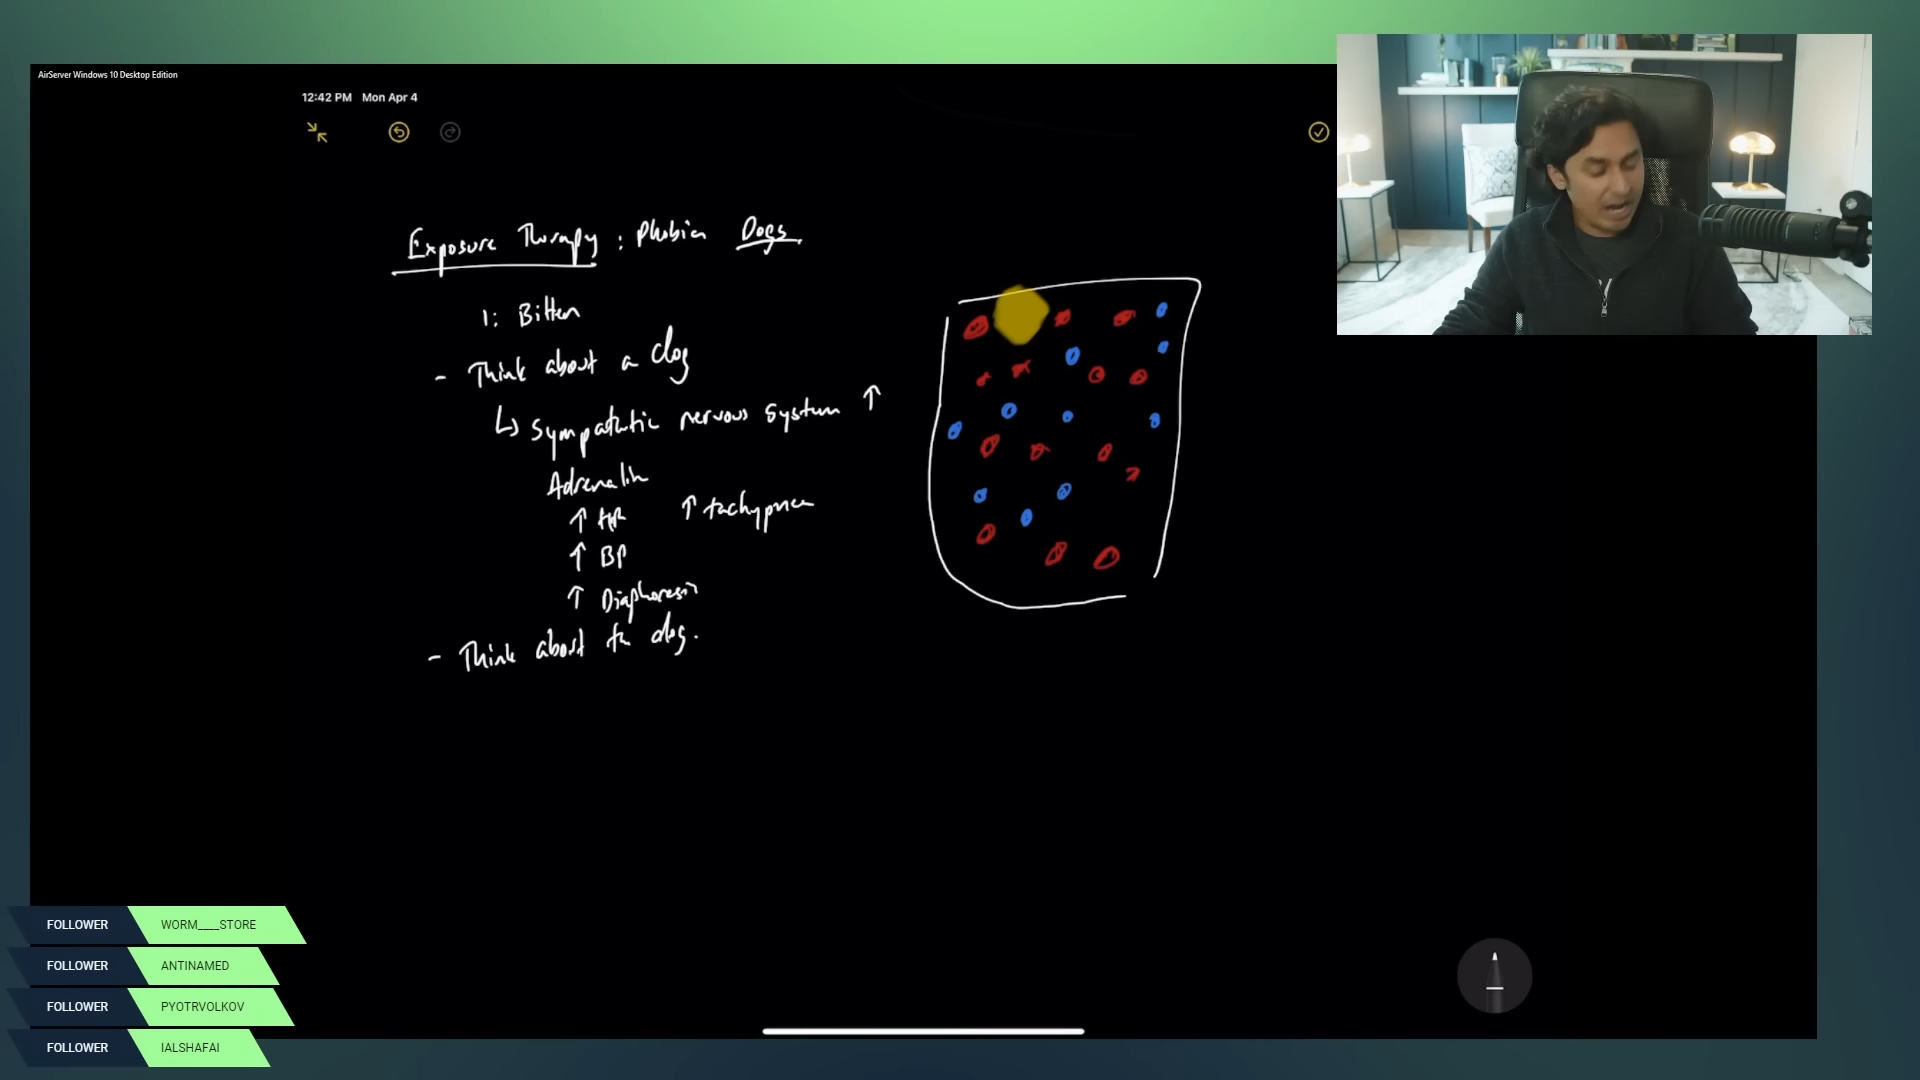 AirServer Windows 10 Desktop Edition
12:42 PM Mon Apr 4
Exposure Therapy : Phobia Dogs
1: Bitten
- Think about a dog
↳ Sympathetic nervous system ↑
Adrenalin
↑ HR ↑ tachypnea
↑ BP
↑ Diaphoresis
- Think about the dog.
FOLLOWER WORM____STORE
FOLLOWER ANTINAMED
FOLLOWER PYOTRVOLKOV
FOLLOWER IALSHAFAI